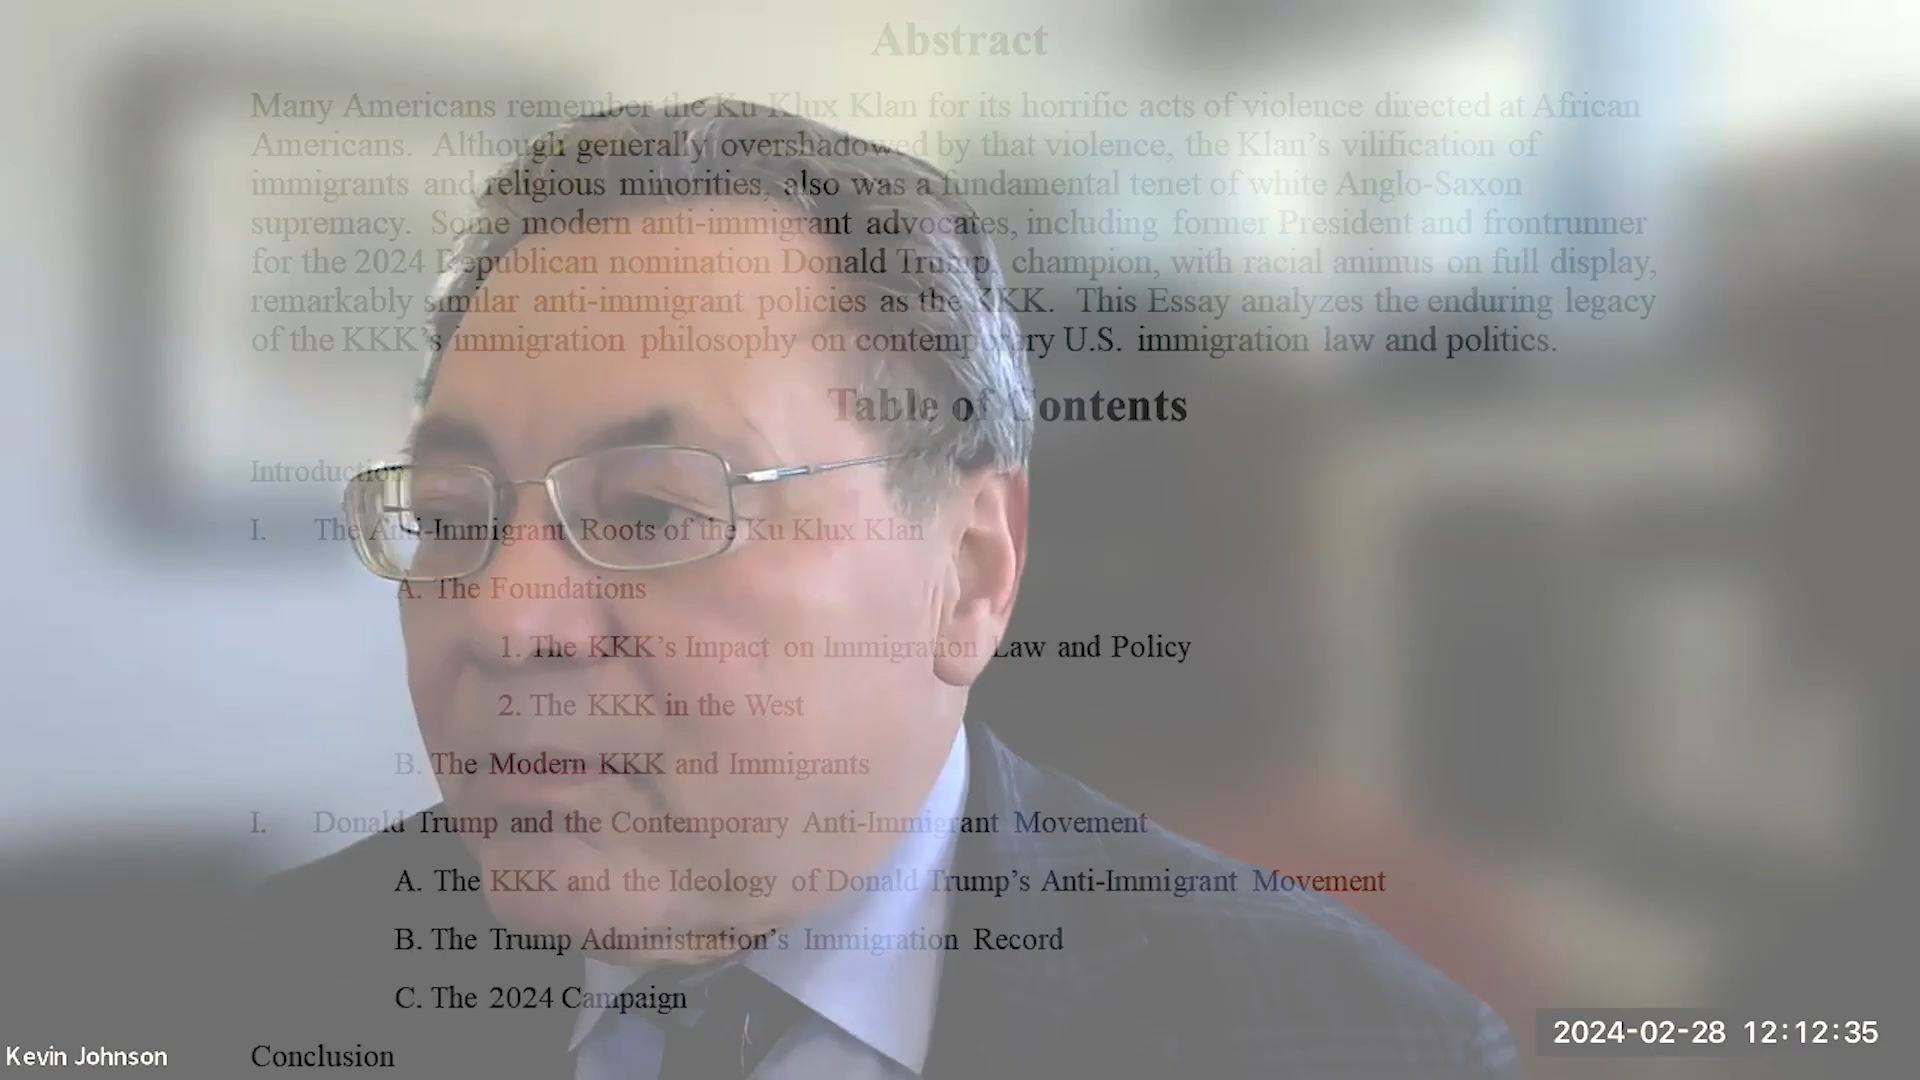 Abstract
Many Americans remember the Ku Klux Klan for its horrific acts of violence directed at African
Americans. Although generally overshadowed by that violence, the Klan’s vilification of
immigrants and religious minorities, also was a fundamental tenet of white Anglo-Saxon
supremacy. Some modern anti-immigrant advocates, including former President and frontrunner
for the 2024 Republican nomination Donald Trump, champion, with racial animus on full display,
remarkably similar anti-immigrant policies as the KKK. This Essay analyzes the enduring legacy
of the KKK’s immigration philosophy on contemporary U.S. immigration law and politics.
Table of Contents
Introduction
I. The Anti-Immigrant Roots of the Ku Klux Klan
A. The Foundations
1. The KKK’s Impact on Immigration Law and Policy
2. The KKK in the West
B. The Modern KKK and Immigrants
I. Donald Trump and the Contemporary Anti-Immigrant Movement
A. The KKK and the Ideology of Donald Trump’s Anti-Immigrant Movement
B. The Trump Administration’s Immigration Record
C. The 2024 Campaign
Conclusion
Kevin Johnson
2024-02-28 12:12:35